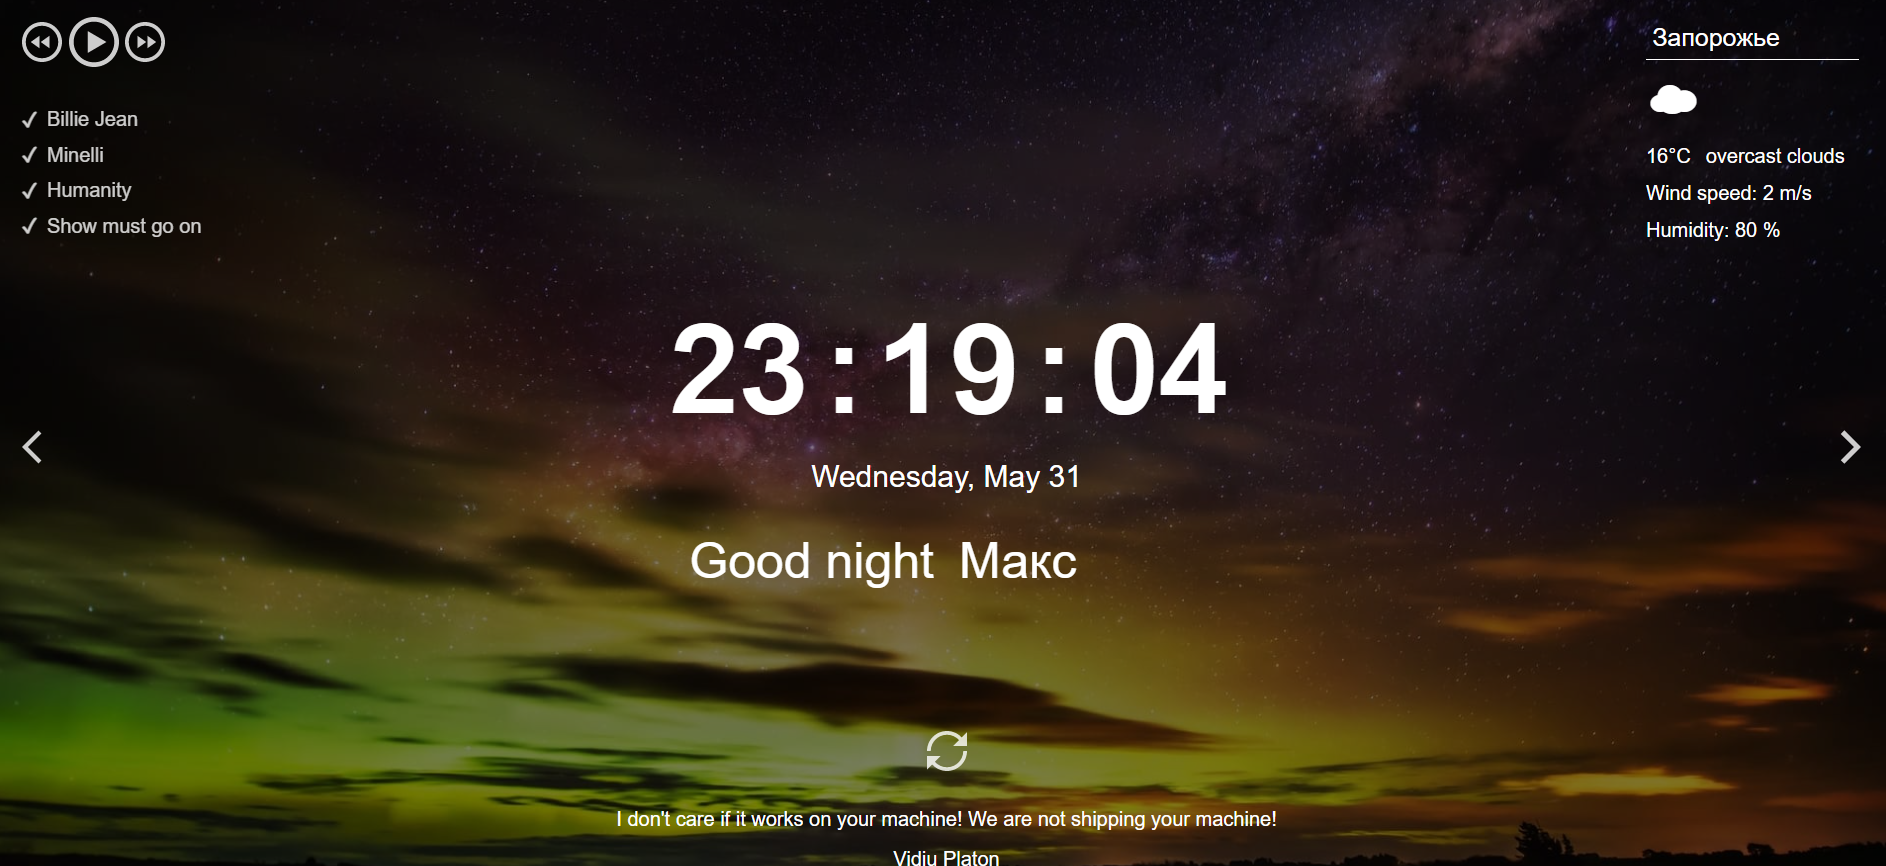 Запорожье
Billie Jean
Minelli
Humanity
Show must go on
16°C overcast clouds
Wind speed: 2 m/s
Humidity: 80 %
23:19:04
Wednesday, May 31
Good night Макс
I don't care if it works on your machine! We are not shipping your machine!
Vidiu Platon